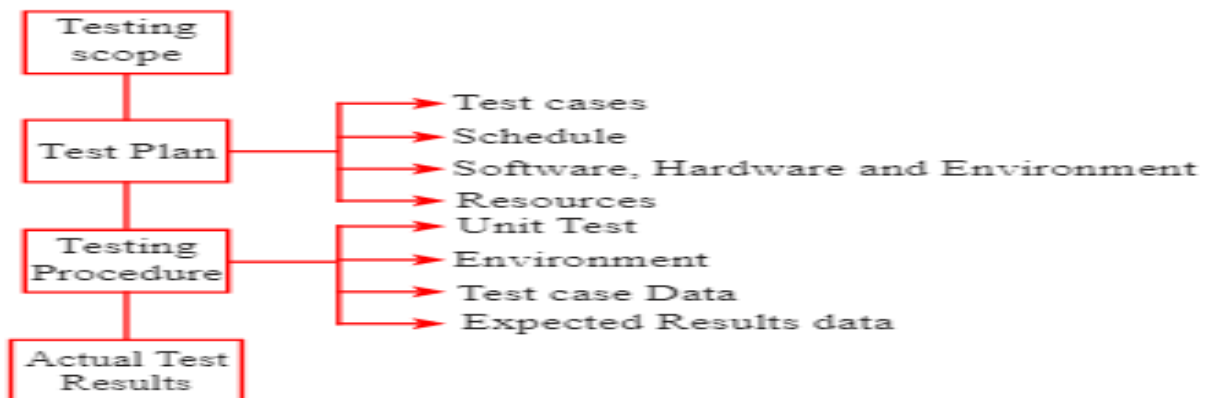 Testing
scope
Test Plan
Test cases
Schedule
Software, Hardware and Environment
Resources
Testing
Procedure
Unit Test
Environment
Test case Data
Expected Results data
Actual Test
Results